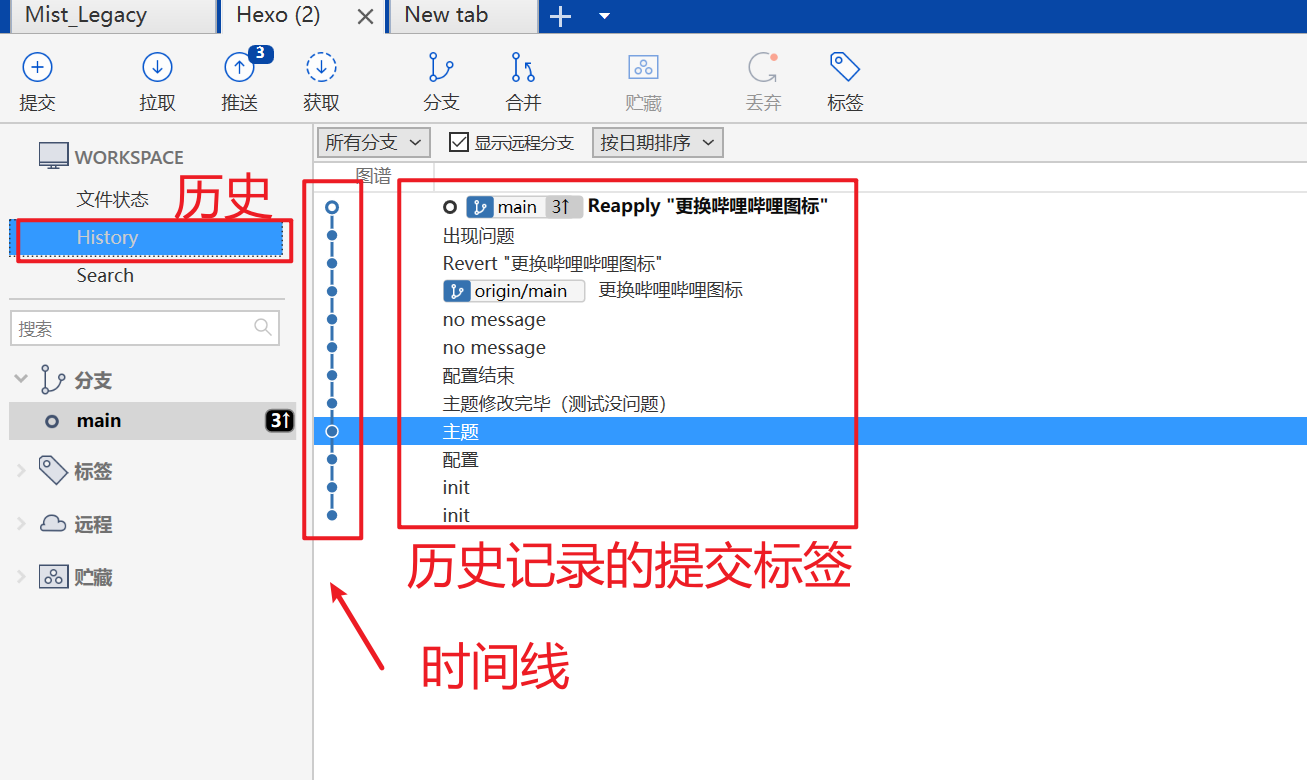 Mist_Legacy
Hexo (2)
New tab
3
提交
拉取
推送
获取
分支
合并
贮藏
丢弃
标签
WORKSPACE
文件状态
历史
History
Search
搜索
分支
main 3↑
标签
远程
贮藏
所有分支
显示远程分支
按日期排序
图谱
main 3↑ Reapply "更换哔哩哔哩图标"
出现问题
Revert "更换哔哩哔哩图标"
origin/main 更换哔哩哔哩图标
no message
no message
配置结束
主题修改完毕（测试没问题）
主题
配置
init
init
历史记录的提交标签
时间线